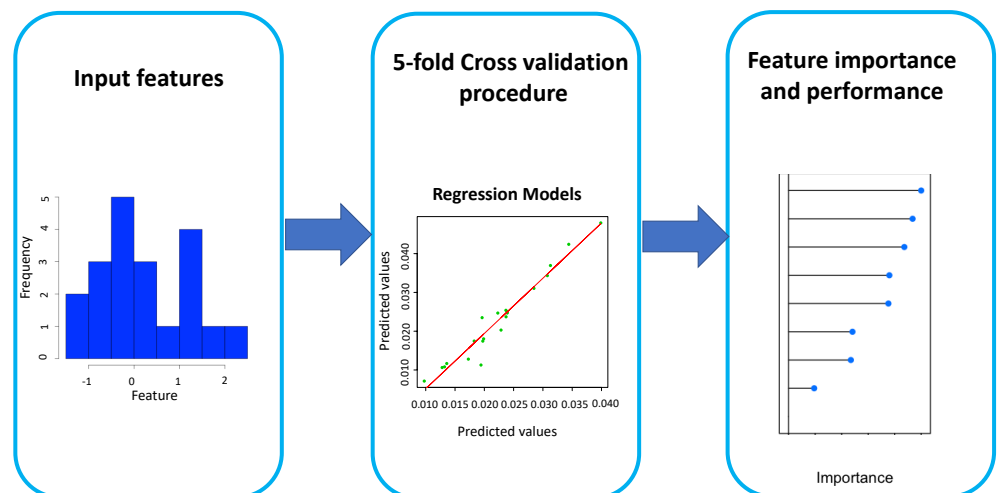 Input features
5
4
3
2
1
0
Frequency
-1 0 1 2
Feature
5-fold Cross validation
procedure
Regression Models
0.040
0.030
0.020
0.010
Predicted values
0.010 0.015 0.020 0.025 0.030 0.035 0.040
Predicted values
Feature importance
and performance
Importance